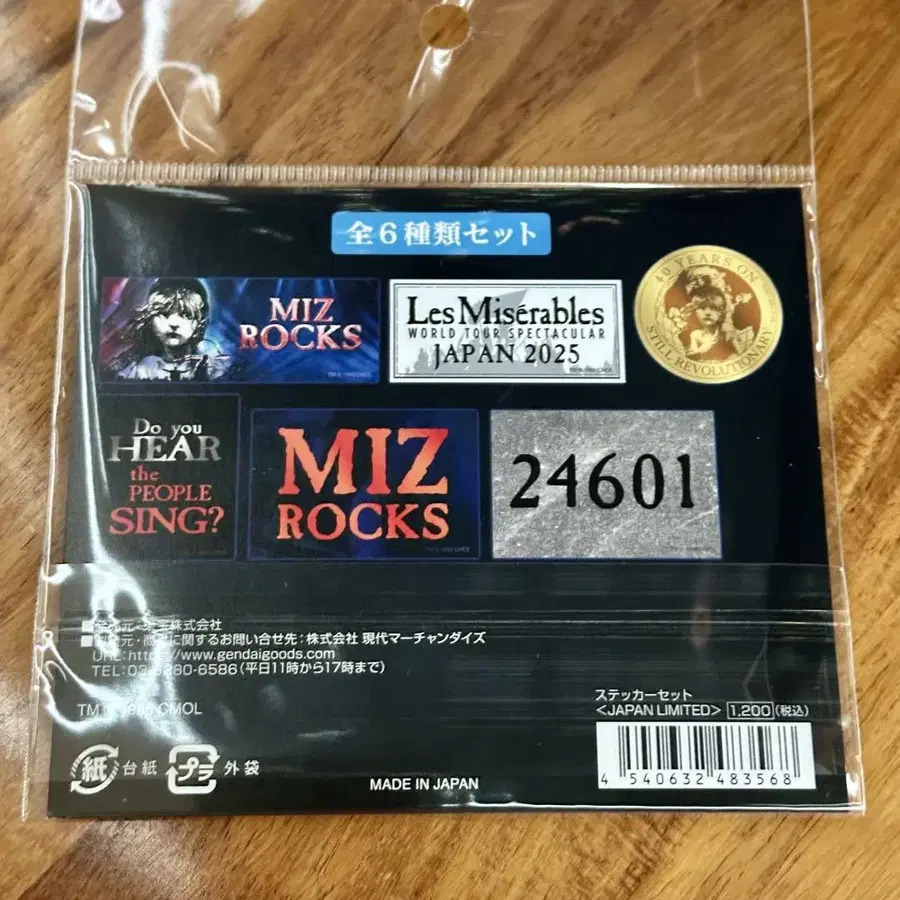 全6種類セット
MIZ
ROCKS
Les Misérables
WORLD TOUR SPECTACULAR
JAPAN 2025
40 YEARS ON
STILL REVOLUTIONARY
Do you
HEAR
the
PEOPLE
SING?
MIZ
ROCKS
24601
株式会社
に関するお問い合せ先:株式会社 現代マーチャンダイズ
URL:https://www.gendaigoods.com
TEL:03-5280-6586(平日11時から17時まで)
CMOL
ステッカーセット
<JAPAN LIMITED> 1,200(税込)
4 540632 483568
紙 台紙 プラ 外袋
MADE IN JAPAN